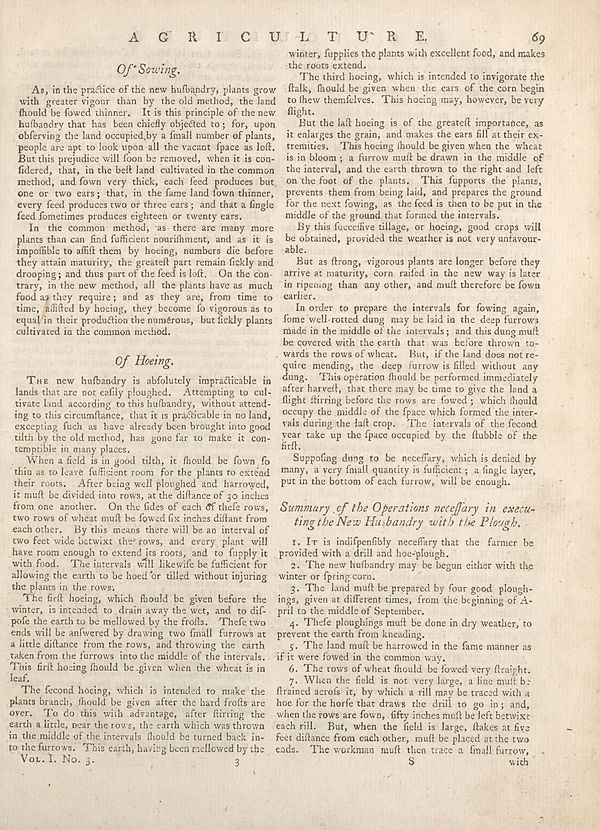 A G R I C U L T U R E. 69
Of Sowing.
As, in the practice of the new husbandry, plants grow
with greater vigour than by the old method, the land
should be sowed thinner. It is this principle of the new
husbandry that has been chiefly objected to; for, upon
observing the land occupied by a small number of plants,
people are apt to look upon all the vacant space as lost.
But this prejudice will soon be removed, when it is con-
sidered, that, in the best land cultivated in the common
method, and sown very thick, each seed produces but
one or two ears; that, in the same land sown thinner,
every seed produces two or three ears; and that a single
seed sometimes produces eighteen or twenty ears.
In the common method, as there are many more
plants than can find sufficient nourishment, and as it is
impossible to assist them by hoeing, numbers die before
they attain maturity, the greatest part remain sickly and
drooping; and thus part of the seed is lost. On the con-
trary, in the new method, all the plants have as much
food as they require; and as they are, from time to
time, assisted by hoeing, they become so vigorous as to
equal in their production the numerous, but sickly plants
cultivated in the common method.
Of Hoeing.
The new husbandry is absolutely impracticable in
lands that are not easily ploughed. Attempting to cul-
tivate land according to this husbandry, without attend-
ing to this circumstance, that it is practicable in no land,
excepting such as have already been brought into good
tilth by the old method, has gone far to make it con-
temptible in many places.
When a field is in good tilth, it should be sown so
thin as to leave sufficient room for the plants to extend
their roots. After being well ploughed and harrowed,
it must be divided into rows, at the distance of 30 inches
from one another. On the sides of each of these rows,
two rows of wheat must be sowed six inches distant from
each other. By this means there will be an interval of
two feet wide betwixt the rows, and every plant will
have room enough to extend its roots, and to supply it
with food. The intervals will likewise be sufficient for
allowing the earth to be hoed or tilled without injuring
the plants in the rows.
The first hoeing, which should be given before the
winter, is intended to drain away the wet, and to dis-
pose the earth to be mellowed by the frosts. These two
ends will be answered by drawing two small furrows at
a little distance from the rows, and throwing the earth
taken from the furrows into the middle of the intervals.
This first hoeing should be given when the wheat is in
leaf.
The second hoeing, which is intended to make the
plants branch, should be given after the hard frosts are
over. To do this with advantage, after stirring the
earth a little, near the rows, the earth which was thrown
in the middle of the intervals should be turned back in-
to the furrows. This earth, having been mellowed by the
Vol. I. No. 3. 3
winter, supplies the plants with excellent food, and makes
the roots extend.
The third hoeing, which is intended to invigorate the
stalk, should be given when the ears of the corn begin
to shew themselves. This hoeing may, however, be very
slight.
But the last hoeing is of the greatest importance, as
it enlarges the grain, and makes the ears fill at their ex-
tremities. This hoeing should be given when the wheat
is in bloom; a furrow must be drawn in the middle of
the interval, and the earth thrown to the right and left
on the foot of the plants. This supports the plants,
prevents them from being laid, and prepares the ground
for the next sowing, as the seed is then to be put in the
middle of the ground that formed the intervals.
By this successive tillage, or hoeing, good crops will
be obtained, provided the weather is not very unfavour-
able.
But as strong, vigorous plants are longer before they
arrive at maturity, corn raised in the new way is later
in ripening than any other, and must therefore be sown
earlier.
In order to prepare the intervals for sowing again,
some well-rotted dung may be laid in the deep furrows
made in the middle of the intervals; and this dung must
be covered with the earth that was before thrown to-
wards the rows of wheat. But, if the land does not re-
quire mending, the deep furrow is filled without any
dung. This operation should be performed immediately
after harvest, that there may be time to give the land a
slight stirring before the rows are sowed; which should
occupy the middle of the space which formed the inter-
vals during the last crop. The intervals of the second
year take up the space occupied by the stubble of the
first.
Supposing dung to be necessary, which is denied by
many, a very small quantity is sufficient; a single layer,
put in the bottom of each furrow, will be enough.
Summary of the Operations necessary in execu-
ting the New Husbandry with the Plough.
1. It is indispensibly necessary that the farmer be
provided with a drill and hoe-plough.
2. The new husbandry may be begun either with the
winter or spring corn.
3. The land must be prepared by four good plough-
ings, given at different times, from the beginning of A-
pril to the middle of September.
4. These ploughings must be done in dry weather, to
prevent the earth from kneading.
5. The land must be harrowed in the same manner as
if it were sowed in the common way.
6. The rows of wheat should be sowed very straight.
7. When the field is not very large, a line must be
strained across it, by which a rill may be traced with a
hoe for the horse that draws the drill to go in; and,
when the rows are sown, fifty inches must be left betwixt
each rill. But, when the field is large, stakes at five
feet distance from each other, must be placed at the two
ends. The workman must then trace a small furrow,
S with